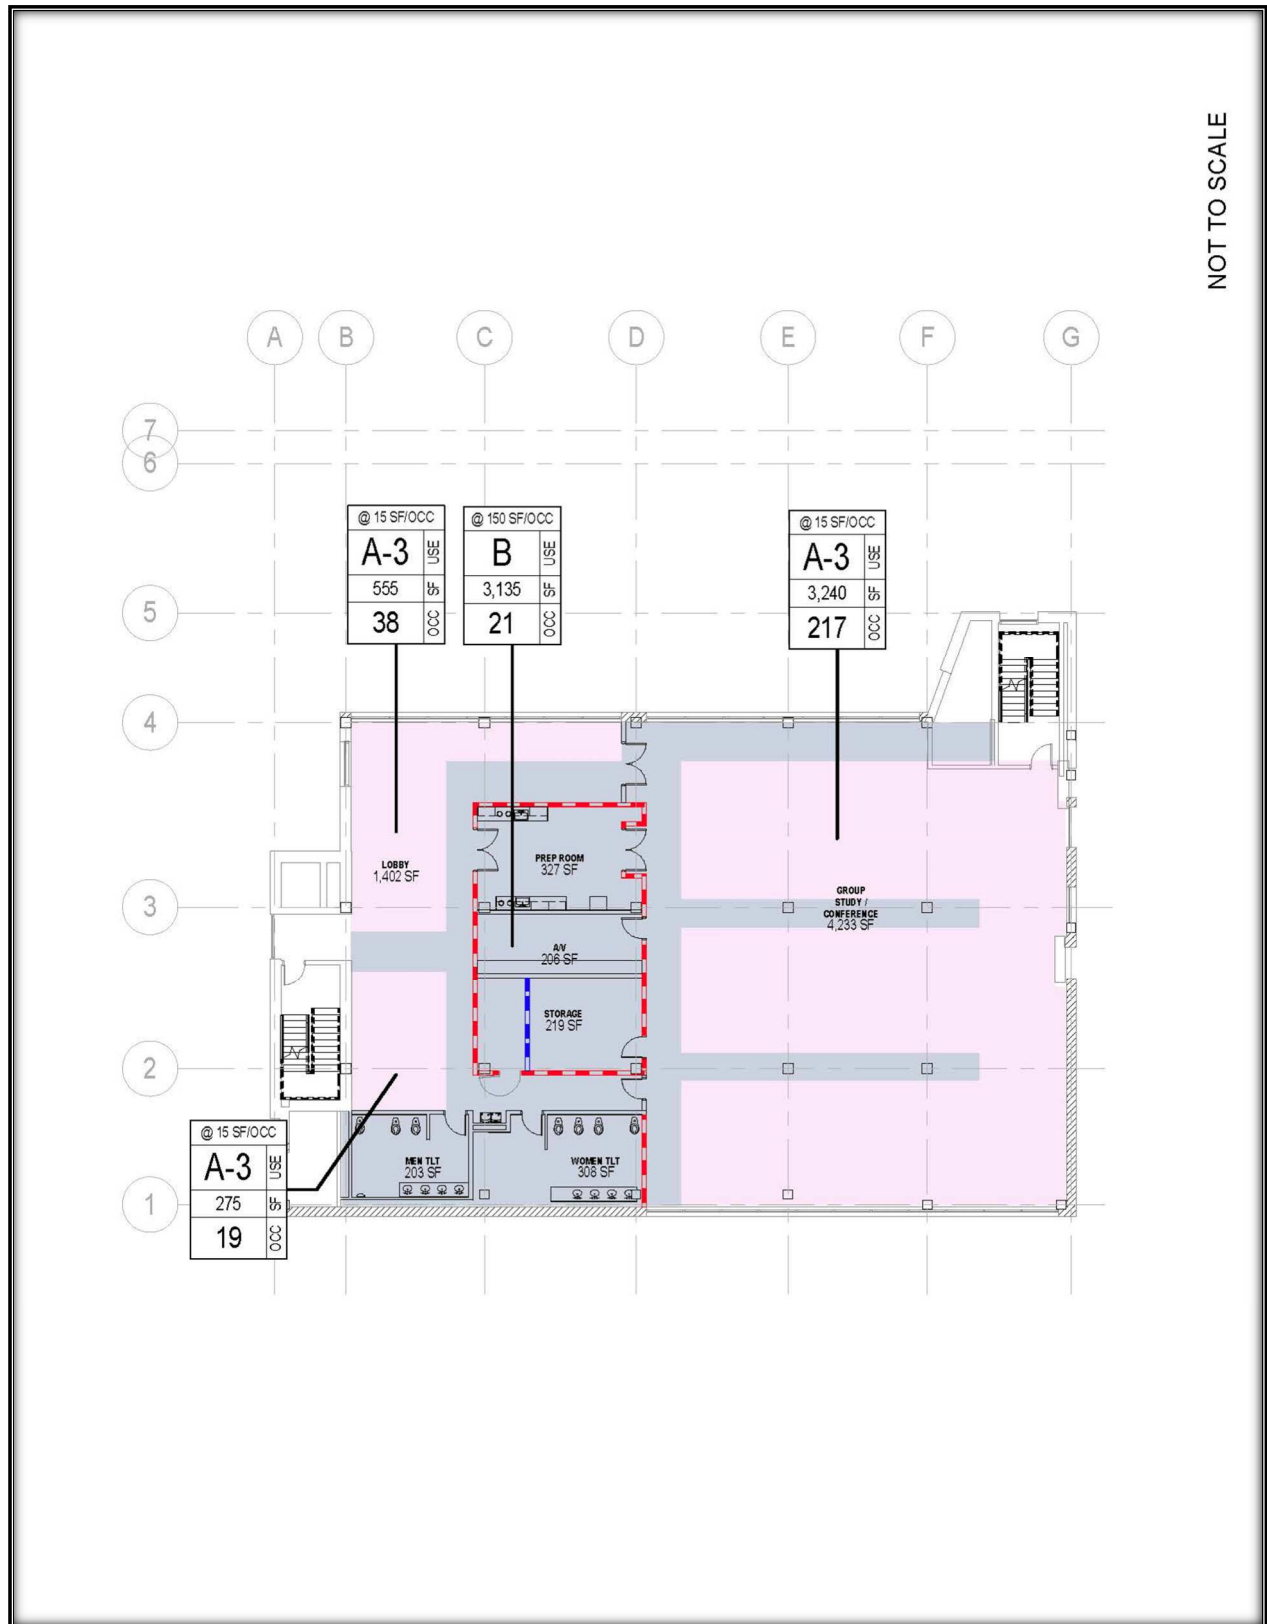 NOT TO SCALE
A
B
C
D
E
F
G
7
6
5
4
3
2
1
@ 15 SF/OCC
A-3 USE
555 SF
38 OCC
@ 150 SF/OCC
B USE
3,135 SF
21 OCC
@ 15 SF/OCC
A-3 USE
3,240 SF
217 OCC
LOBBY
1,402 SF
PREP ROOM
327 SF
GROUP
STUDY /
CONFERENCE
4,233 SF
A/V
206 SF
STORAGE
219 SF
@ 15 SF/OCC
A-3 USE
275 SF
19 OCC
MEN TLT
203 SF
WOMEN TLT
308 SF